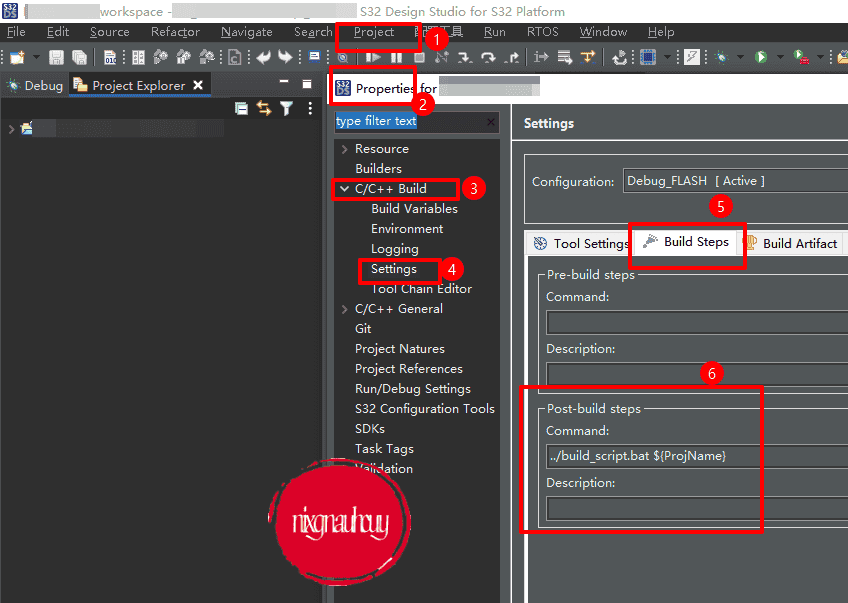 workspace - S32 Design Studio for S32 Platform
File Edit Source Refactor Navigate Search Project 工具 Run RTOS Window Help
1
Debug Project Explorer
Properties for
2
type filter text
Resource
Builders
C/C++ Build
3
Build Variables
Environment
Logging
Settings
4
Tool Chain Editor
C/C++ General
Git
Project Natures
Project References
Run/Debug Settings
S32 Configuration Tools
SDKs
Task Tags
Validation
Settings
Configuration: Debug_FLASH [ Active ]
5
Tool Settings Build Steps Build Artifact
Pre-build steps
Command:
Description:
6
Post-build steps
Command:
../build_script.bat ${ProjName}
Description: